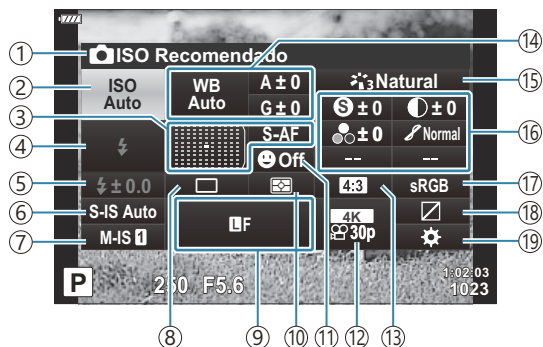 ① ISO Recomendado
② ISO Auto
WB Auto
A±0
G±0
⑭
3 Natural
⑮
③ S-AF
S±0
±0
±0
Normal
--
--
⑯
④
Off
⑪
⑤ ±0.0
⑧
⑩
4:3
⑬
sRGB
⑰
⑥ S-IS Auto
⑦ M-IS 1
⑨ LF
4K
30p
⑫
⑱
⑲
P
250 F5.6
1:02:03
1023